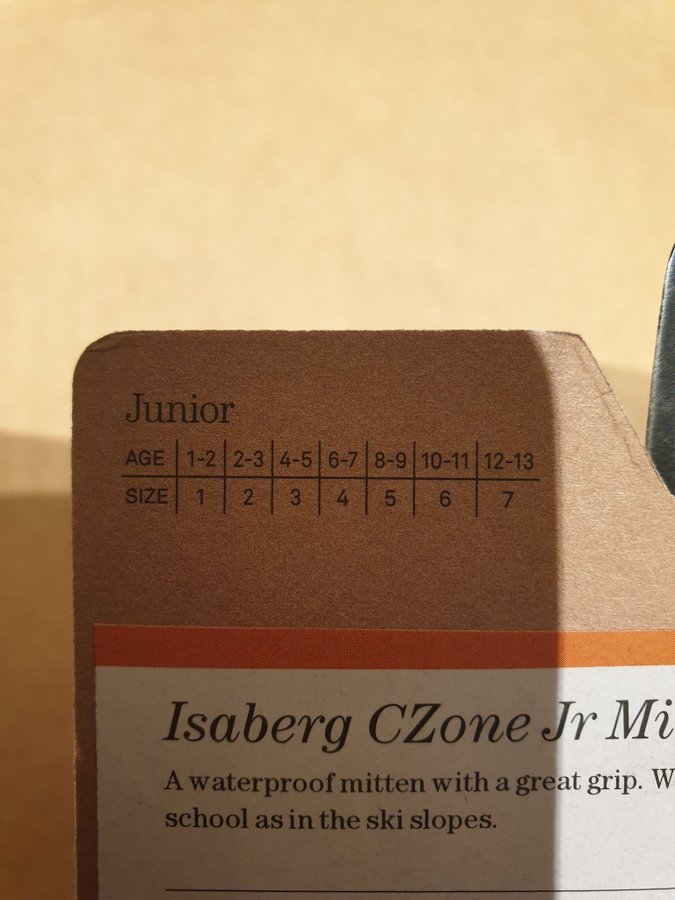 Junior
AGE 1-2 2-3 4-5 6-7 8-9 10-11 12-13
SIZE 1 2 3 4 5 6 7
Isaberg CZone Jr Mi
A waterproof mitten with a great grip. W
school as in the ski slopes.